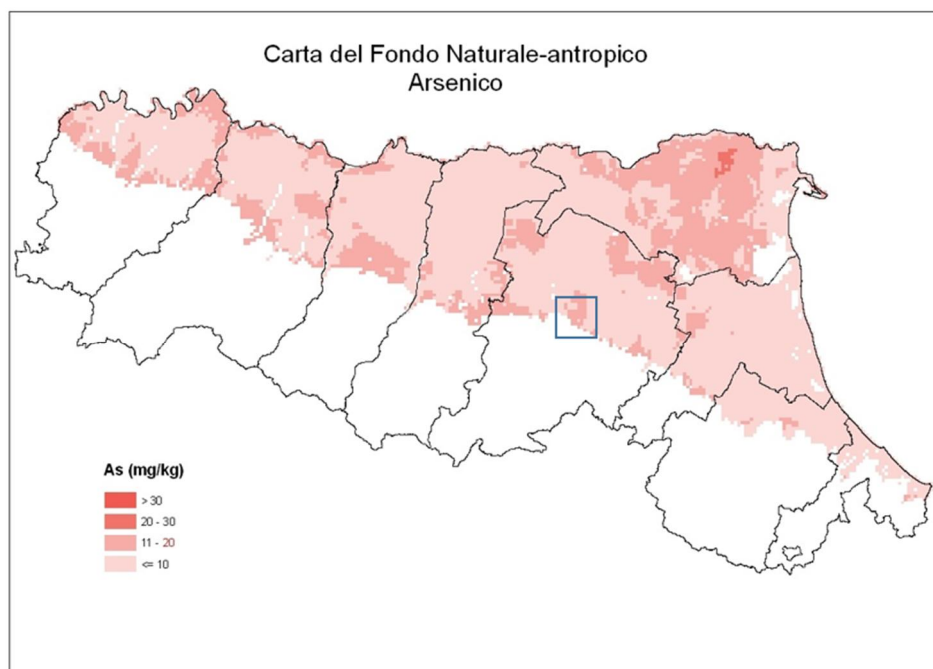 Carta del Fondo Naturale-antropico
Arsenico
As (mg/kg)
> 30
20 - 30
11 - 20
<= 10